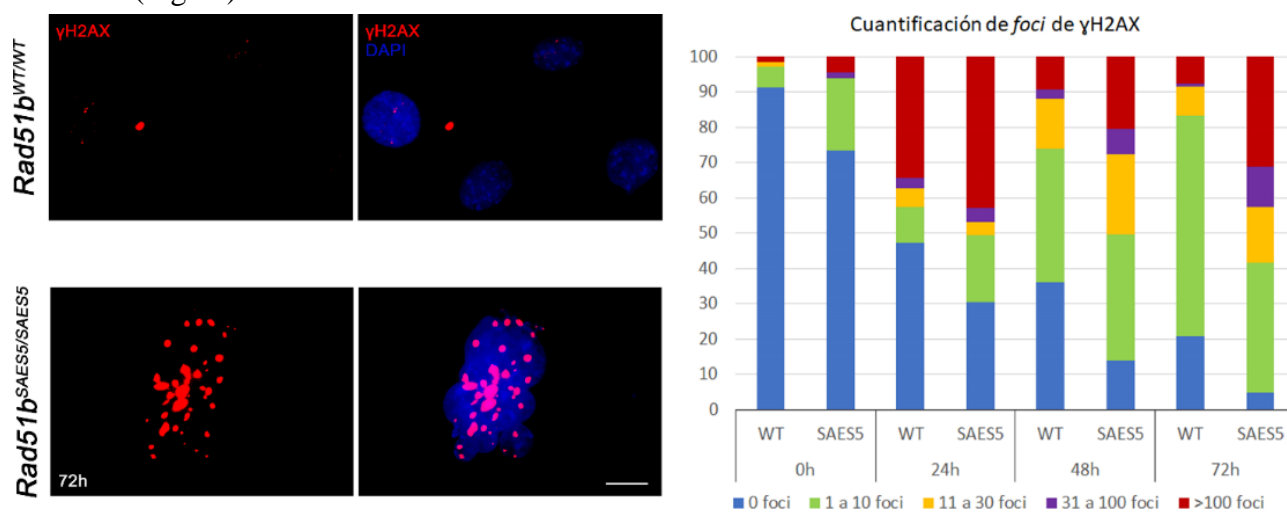 γH2AX
γH2AX
DAPI
Rad51b^WT/WT
Rad51b^SAES5/SAES5
72h
Cuantificación de foci de γH2AX
100
90
80
70
60
50
40
30
20
10
0
WT SAES5 WT SAES5 WT SAES5 WT SAES5
0h 24h 48h 72h
0 foci 1 a 10 foci 11 a 30 foci 31 a 100 foci >100 foci